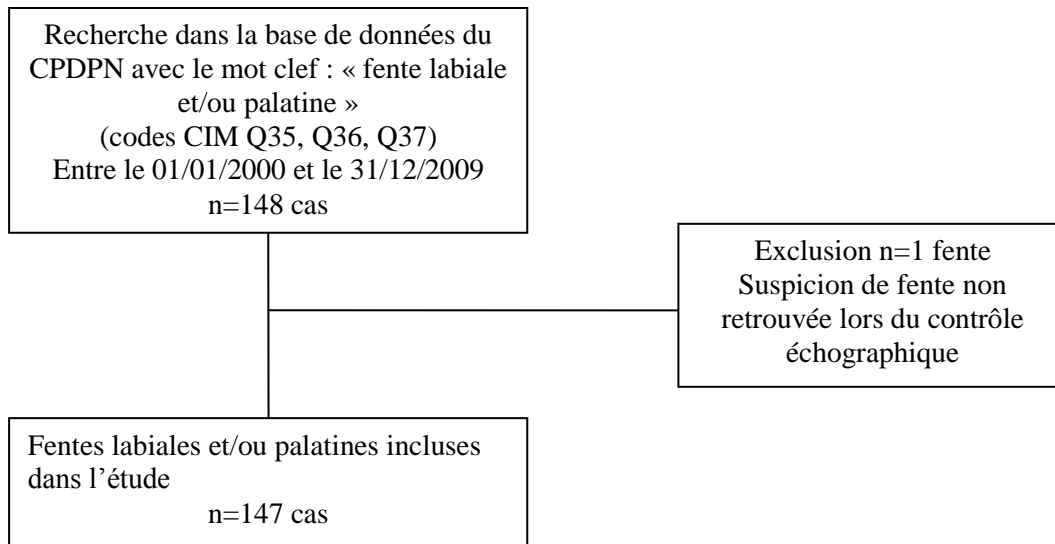 Recherche dans la base de données du
CPDPN avec le mot clef : « fente labiale
et/ou palatine »
(codes CIM Q35, Q36, Q37)
Entre le 01/01/2000 et le 31/12/2009
n=148 cas
Exclusion n=1 fente
Suspicion de fente non
retrouvée lors du contrôle
échographique
Fentes labiales et/ou palatines incluses
dans l’étude
n=147 cas